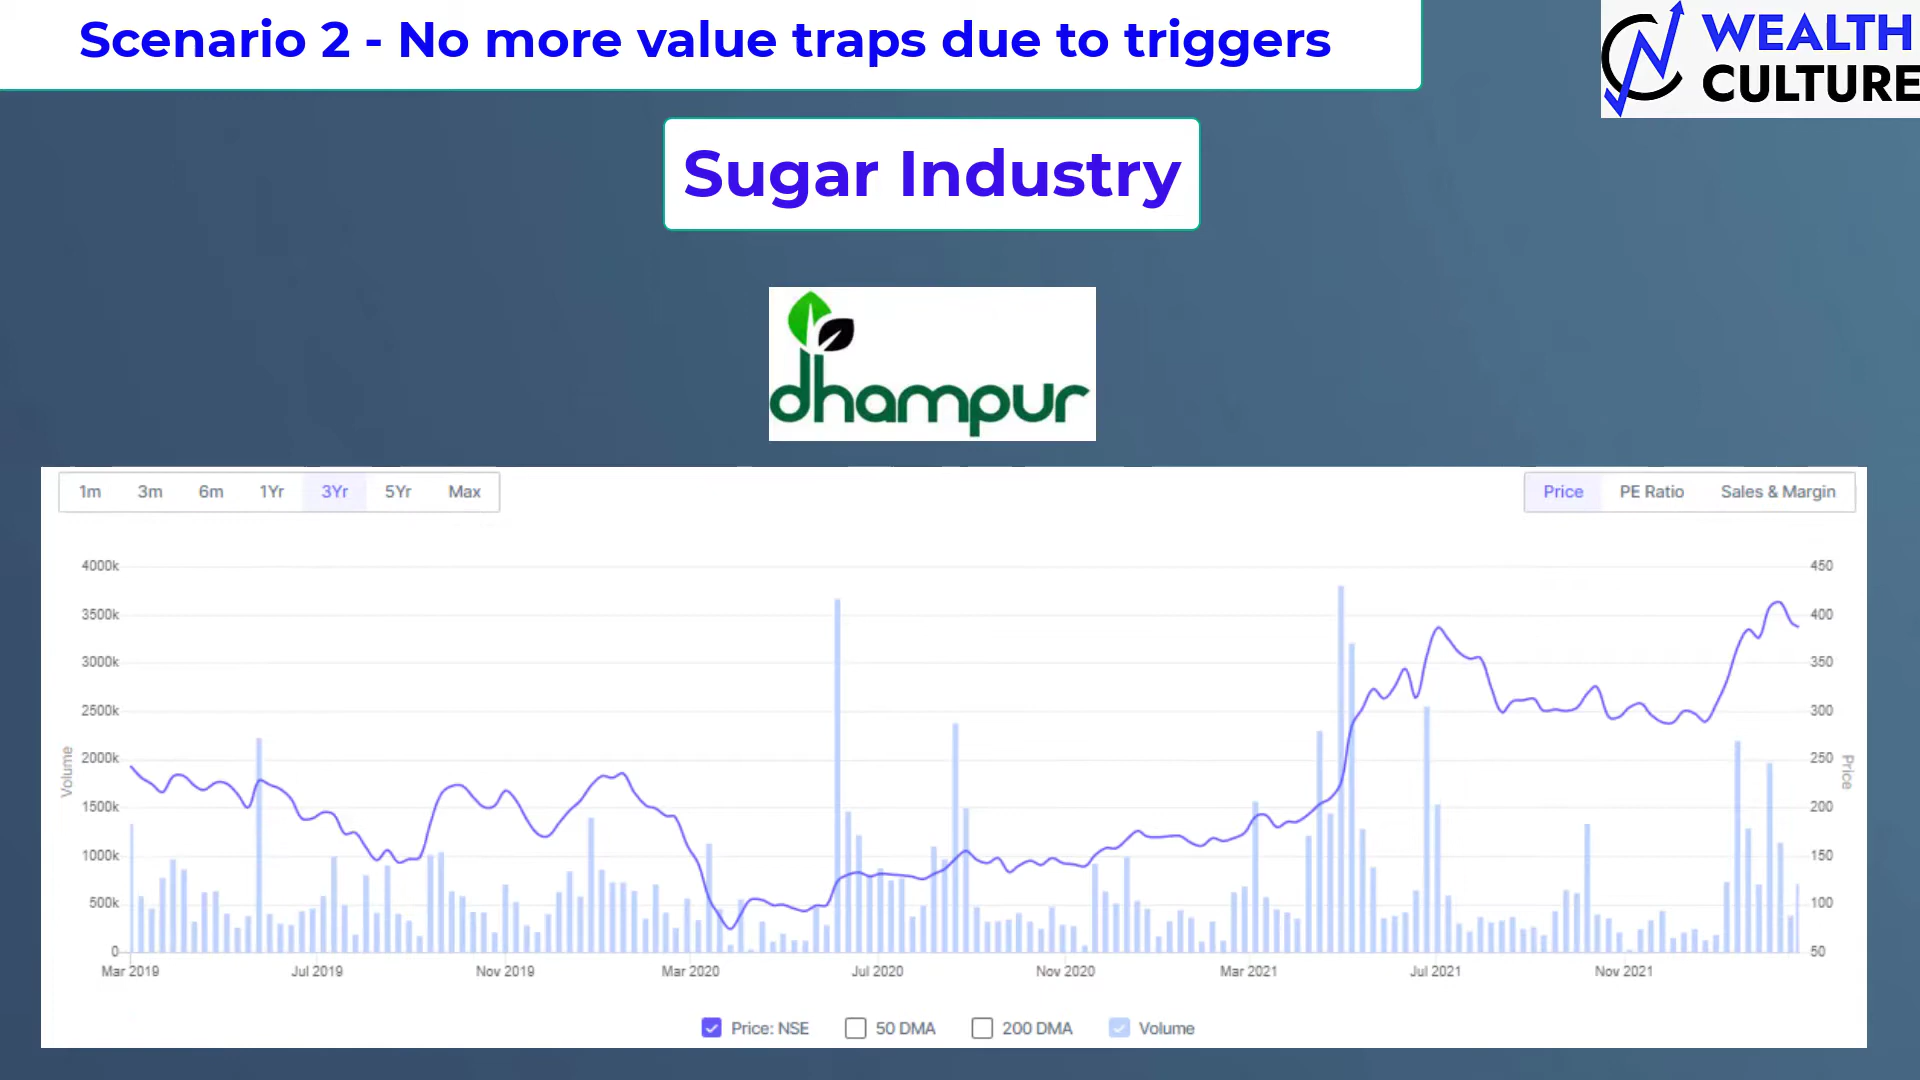 Scenario 2 - No more value traps due to triggers
WEALTH
CULTURE
Sugar Industry
dhampur
1m 3m 6m 1Yr 3Yr 5Yr Max
Price PE Ratio Sales & Margin
4000k 450
3500k 400
3000k 350
2500k 300
2000k 250
1500k 200
1000k 150
500k 100
0 50
Volume
Price
Mar 2019 Jul 2019 Nov 2019 Mar 2020 Jul 2020 Nov 2020 Mar 2021 Jul 2021 Nov 2021
Price: NSE 50 DMA 200 DMA Volume